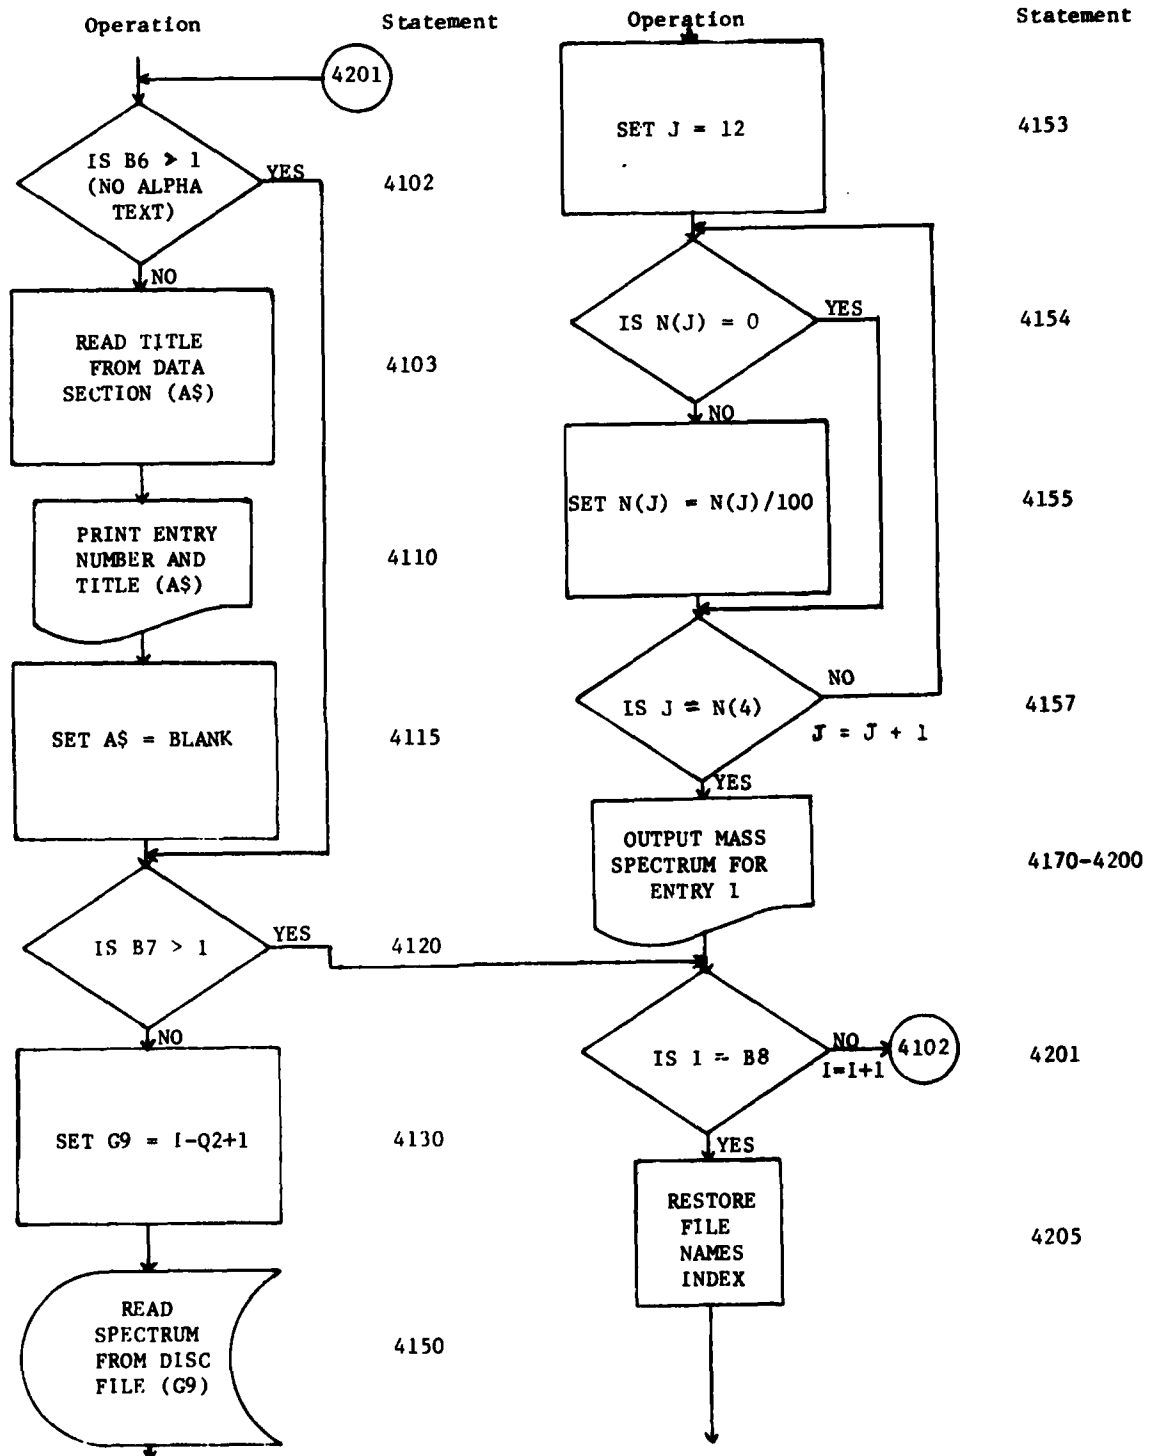 Operation
Statement
4201
IS B6 > 1
(NO ALPHA
TEXT)
YES
4102
NO
READ TITLE
FROM DATA
SECTION (A$)
4103
PRINT ENTRY
NUMBER AND
TITLE (A$)
4110
SET A$ = BLANK
4115
IS B7 > 1
YES
4120
NO
SET G9 = I-Q2+1
4130
READ
SPECTRUM
FROM DISC
FILE (G9)
4150
Operation
Statement
SET J = 12
4153
IS N(J) = 0
YES
4154
NO
SET N(J) = N(J)/100
4155
IS J = N(4)
NO
J = J + 1
4157
YES
OUTPUT MASS
SPECTRUM FOR
ENTRY I
4170-4200
IS I = B8
NO
I=I+1
4102
4201
YES
RESTORE
FILE
NAMES
INDEX
4205